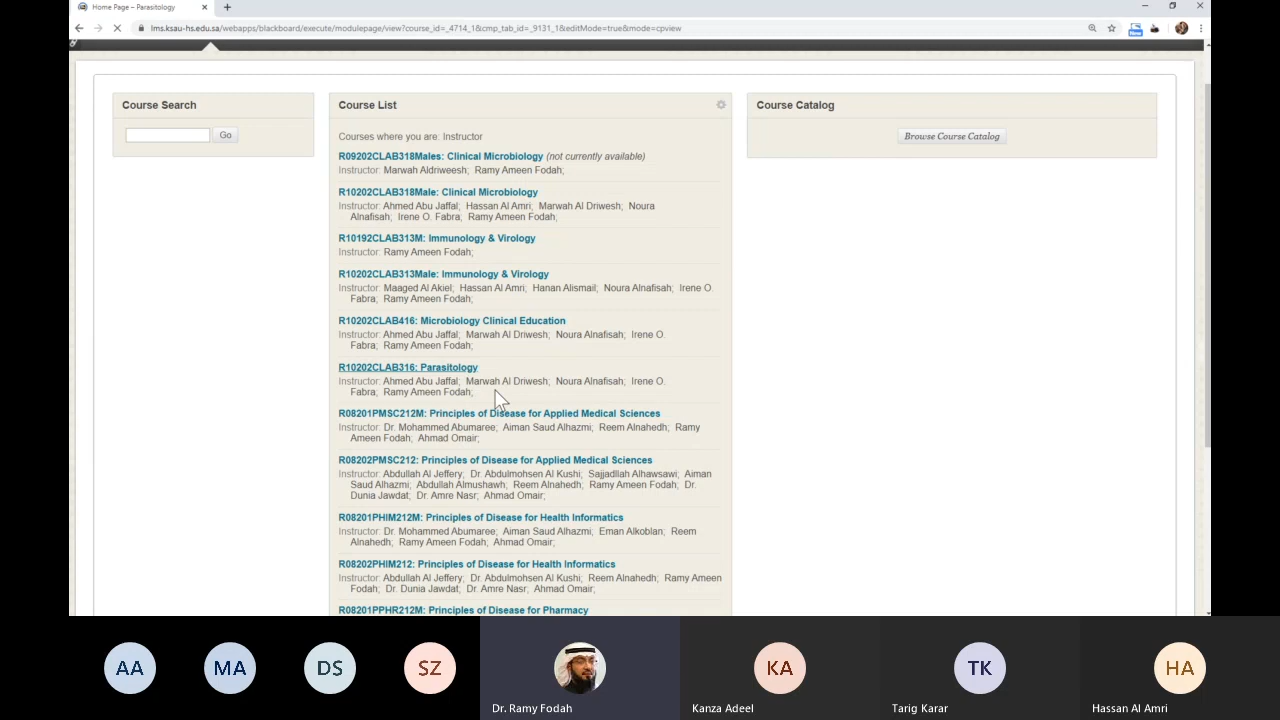 Home Page – Parasitology
lms.ksau-hs.edu.sa/webapps/blackboard/execute/modulepage/view?course_id=_4714_1&cmp_tab_id=_9131_1&editMode=true&mode=cpview
New
Course Search
Go
Course List
Courses where you are: Instructor
R09202CLAB318Males: Clinical Microbiology (not currently available)
Instructor: Marwah Aldriweesh; Ramy Ameen Fodah;
R10202CLAB318Male: Clinical Microbiology
Instructor: Ahmed Abu Jaffal; Hassan Al Amri; Marwah Al Driwesh; Noura
Alnafisah; Irene O. Fabra; Ramy Ameen Fodah;
R10192CLAB313M: Immunology & Virology
Instructor: Ramy Ameen Fodah;
R10202CLAB313Male: Immunology & Virology
Instructor: Maaged Al Akiel; Hassan Al Amri; Hanan Alismail; Noura Alnafisah; Irene O.
Fabra; Ramy Ameen Fodah;
R10202CLAB416: Microbiology Clinical Education
Instructor: Ahmed Abu Jaffal; Marwah Al Driwesh; Noura Alnafisah; Irene O.
Fabra; Ramy Ameen Fodah;
R10202CLAB316: Parasitology
Instructor: Ahmed Abu Jaffal; Marwah Al Driwesh; Noura Alnafisah; Irene O.
Fabra; Ramy Ameen Fodah;
R08201PMSC212M: Principles of Disease for Applied Medical Sciences
Instructor: Dr. Mohammed Abumaree; Aiman Saud Alhazmi; Reem Alnahedh; Ramy
Ameen Fodah; Ahmad Omair;
R08202PMSC212: Principles of Disease for Applied Medical Sciences
Instructor: Abdullah Al Jeffery; Dr. Abdulmohsen Al Kushi; Sajjadllah Alhawsawi; Aiman
Saud Alhazmi; Abdullah Almushawh; Reem Alnahedh; Ramy Ameen Fodah; Dr.
Dunia Jawdat; Dr. Amre Nasr; Ahmad Omair;
R08201PHIM212M: Principles of Disease for Health Informatics
Instructor: Dr. Mohammed Abumaree; Aiman Saud Alhazmi; Eman Alkoblan; Reem
Alnahedh; Ramy Ameen Fodah; Ahmad Omair;
R08202PHIM212: Principles of Disease for Health Informatics
Instructor: Abdullah Al Jeffery; Dr. Abdulmohsen Al Kushi; Reem Alnahedh; Ramy Ameen
Fodah; Dr. Dunia Jawdat; Dr. Amre Nasr; Ahmad Omair;
R08201PPHR212M: Principles of Disease for Pharmacy
Course Catalog
Browse Course Catalog
AA
MA
DS
SZ
KA
TK
HA
Dr. Ramy Fodah
Kanza Adeel
Tarig Karar
Hassan Al Amri